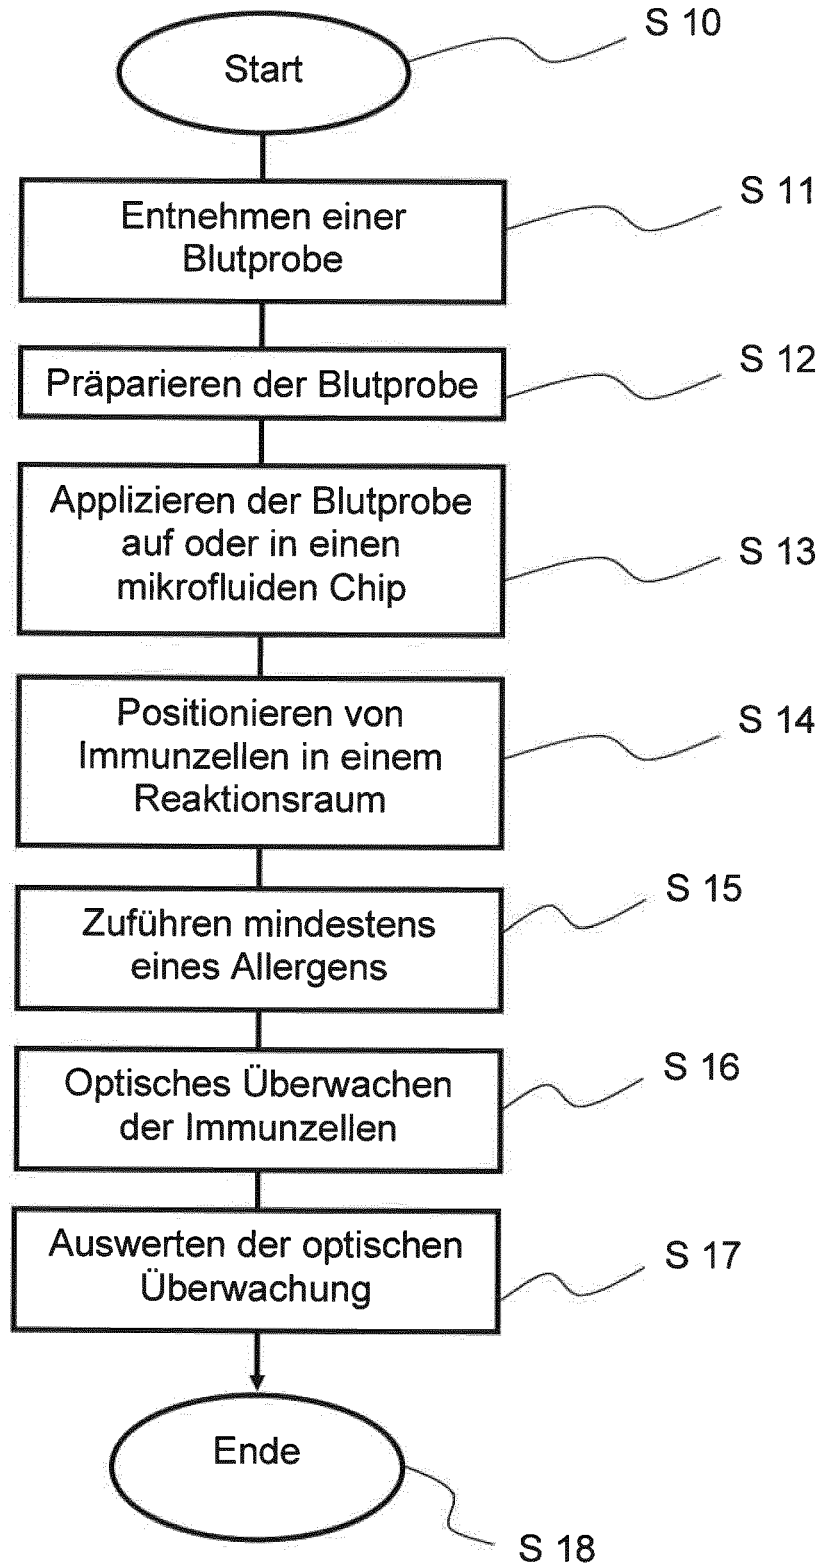 Start
S 10
Entnehmen einer
Blutprobe
S 11
Präparieren der Blutprobe
S 12
Applizieren der Blutprobe
auf oder in einen
mikrofluiden Chip
S 13
Positionieren von
Immunzellen in einem
Reaktionsraum
S 14
Zuführen mindestens
eines Allergens
S 15
Optisches Überwachen
der Immunzellen
S 16
Auswerten der optischen
Überwachung
S 17
Ende
S 18